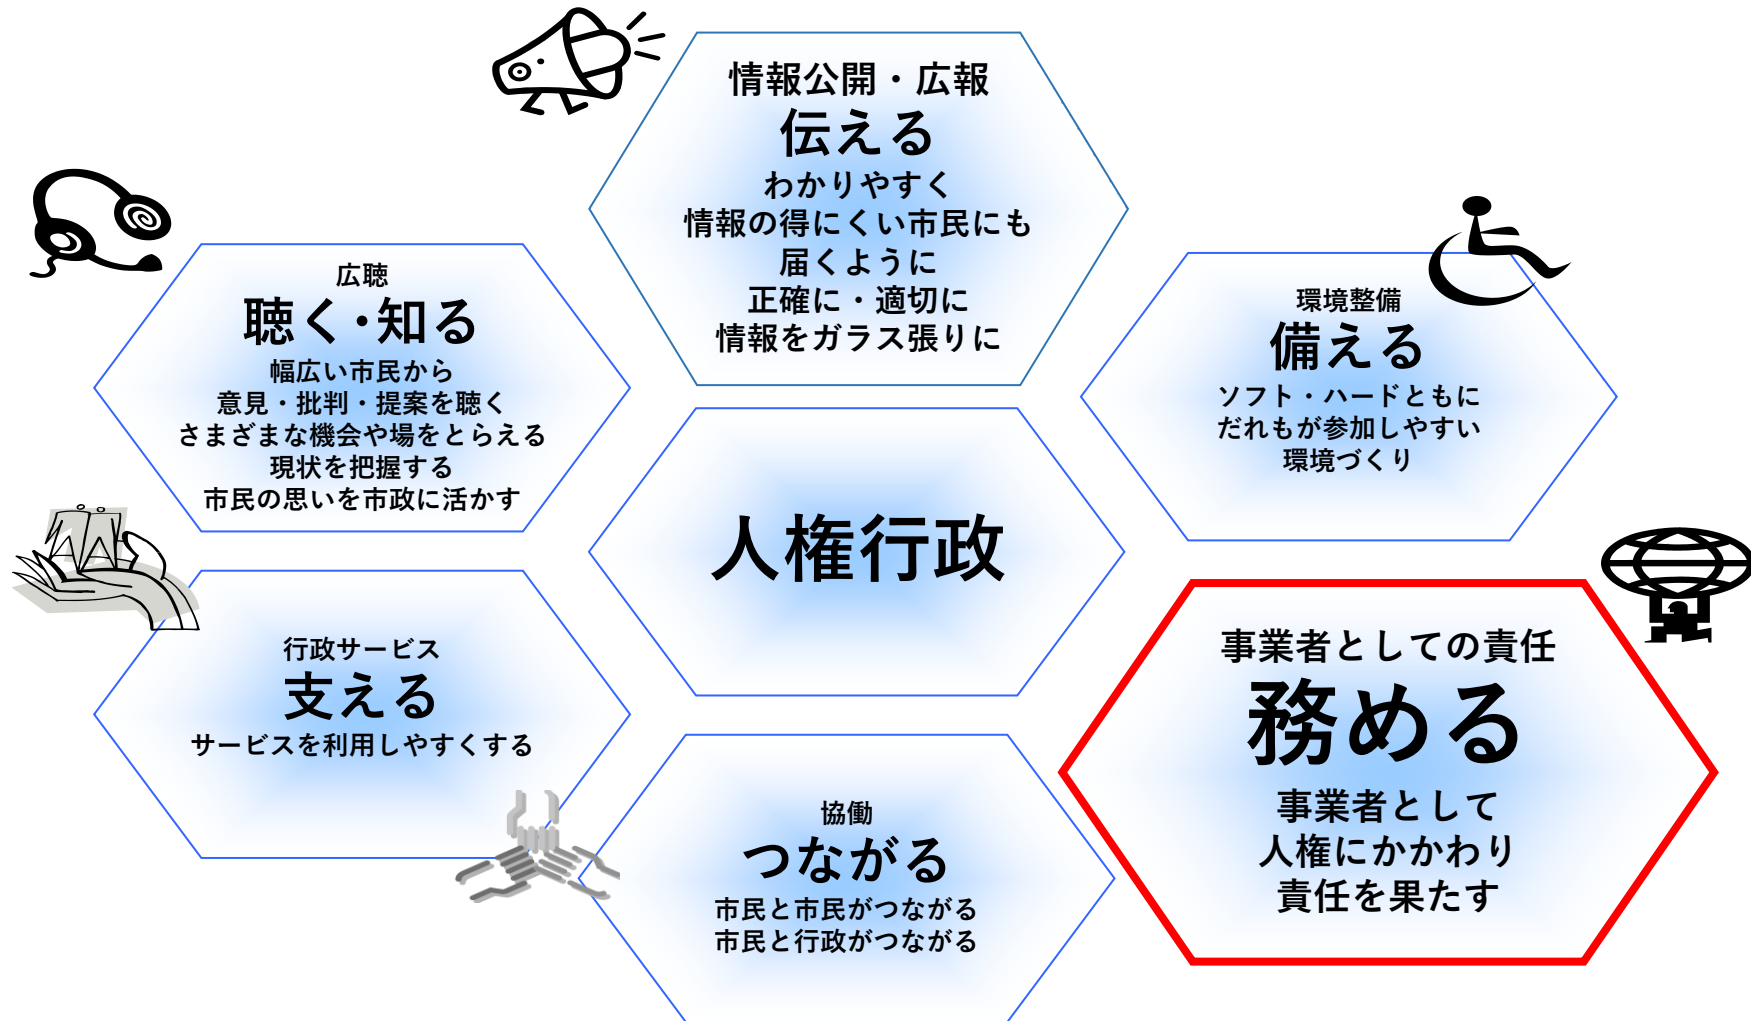 情報公開・広報
伝える
わかりやすく
情報の得にくい市民にも
届くように
正確に・適切に
情報をガラス張りに
広聴
聴く・知る
幅広い市民から
意見・批判・提案を聴く
さまざまな機会や場をとらえる
現状を把握する
市民の思いを市政に活かす
環境整備
備える
ソフト・ハードともに
だれもが参加しやすい
環境づくり
人権行政
行政サービス
支える
サービスを利用しやすくする
事業者としての責任
務める
事業者として
人権にかかわり
責任を果たす
協働
つながる
市民と市民がつながる
市民と行政がつながる